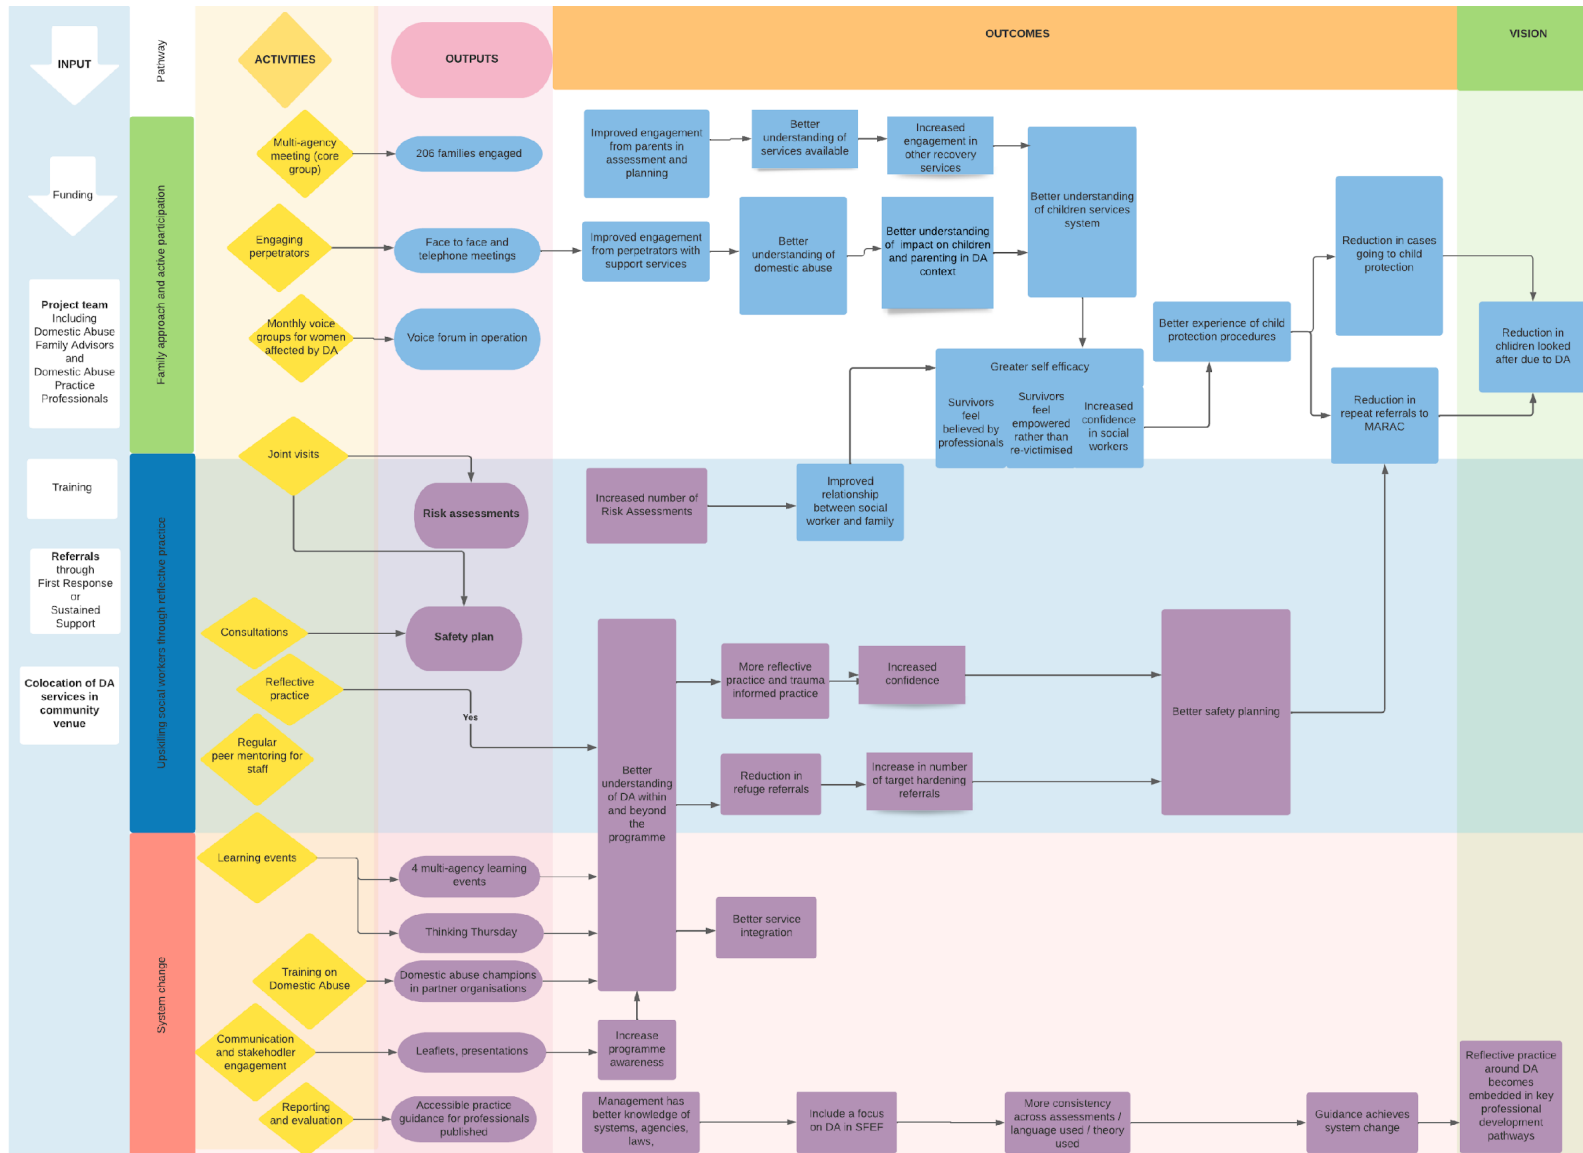 INPUT
Pathway
ACTIVITIES
OUTPUTS
OUTCOMES
VISION
Funding
Project team
Including
Domestic Abuse
Family Advisors
and
Domestic Abuse
Practice
Professionals
Training
Referrals
through
First Response
or
Sustained
Support
Colocation of DA
services in
community
venue
Family approach and active participation
Multi-agency
meeting (core
group)
206 families engaged
Improved engagement
from parents in
assessment and
planning
Better
understanding of
services available
Increased
engagement in
other recovery
services
Better understanding
of children services
system
Engaging
perpetrators
Face to face and
telephone meetings
Improved engagement
from perpetrators with
support services
Better
understanding of
domestic abuse
Better understanding
of impact on children
and parenting in DA
context
Reduction in cases
going to child
protection
Monthly voice
groups for women
affected by DA
Voice forum in operation
Better experience of child
protection procedures
Reduction in
children looked
after due to DA
Greater self efficacy
Survivors
feel
believed by
professionals
Survivors
feel
empowered
rather than
re-victimised
Increased
confidence
in social
workers
Reduction in
repeat referrals to
MARAC
Upskilling social workers through reflective practice
Joint visits
Risk assessments
Increased number of
Risk Assessments
Improved
relationship
between social
worker and family
Consultations
Safety plan
Reflective
practice
Yes
Regular
peer mentoring for
staff
Better
understanding
of DA within
and beyond
the
programme
More reflective
practice and trauma
informed practice
Increased
confidence
Better safety planning
Reduction in
refuge referrals
Increase in number
of target hardening
referrals
System change
Learning events
4 multi-agency learning
events
Thinking Thursday
Better service
integration
Training on
Domestic Abuse
Domestic abuse champions
in partner organisations
Communication
and stakehodler
engagement
Leaflets, presentations
Increase
programme
awareness
Reporting
and evaluation
Accessible practice
guidance for professionals
published
Management has
better knowledge of
systems, agencies,
laws,
Include a focus
on DA in SFEF
More consistency
across assessments /
language used / theory
used
Guidance achieves
system change
Reflective practice
around DA
becomes
embedded in key
professional
development
pathways